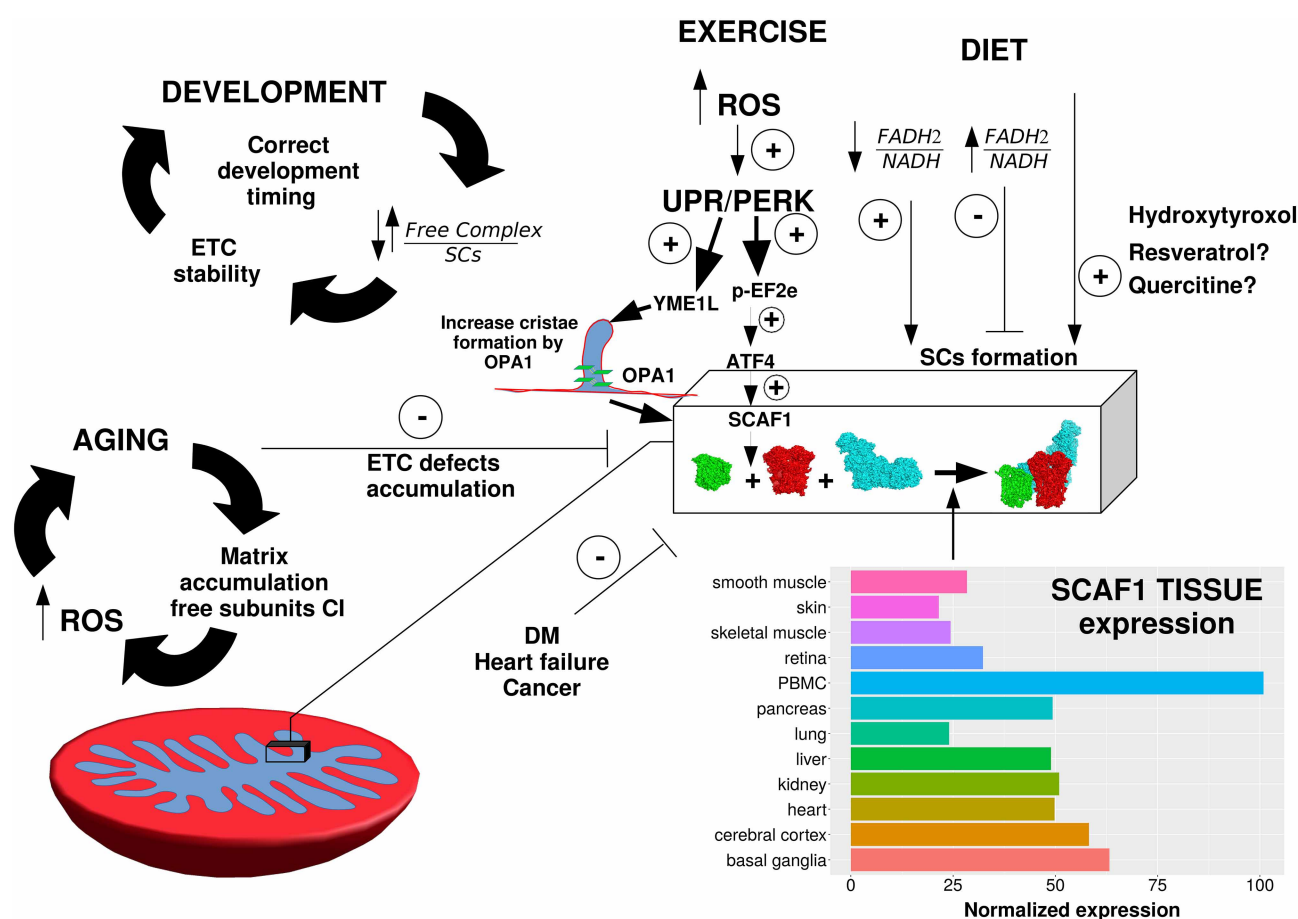 EXERCISE
DIET
DEVELOPMENT
ROS
+
Correct
development
timing
FADH2
NADH
FADH2
NADH
UPR/PERK
+
+
+
-
Free Complex
SCs
ETC
stability
Hydroxytyroxol
Resveratrol?
Quercitine?
+
YME1L
p-EF2e
+
Increase cristae
formation by
OPA1
OPA1
ATF4
+
SCs formation
SCAF1
+
+
AGING
-
ETC defects
accumulation
Matrix
accumulation
free subunits CI
ROS
-
DM
Heart failure
Cancer
SCAF1 TISSUE
expression
smooth muscle
skin
skeletal muscle
retina
PBMC
pancreas
lung
liver
kidney
heart
cerebral cortex
basal ganglia
0 25 50 75 100
Normalized expression